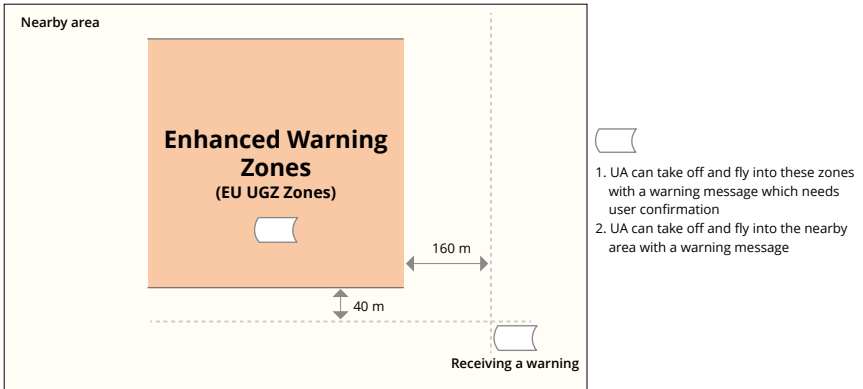 Nearby area
Enhanced Warning
Zones
(EU UGZ Zones)
160 m
40 m
Receiving a warning
1. UA can take off and fly into these zones
with a warning message which needs
user confirmation
2. UA can take off and fly into the nearby
area with a warning message